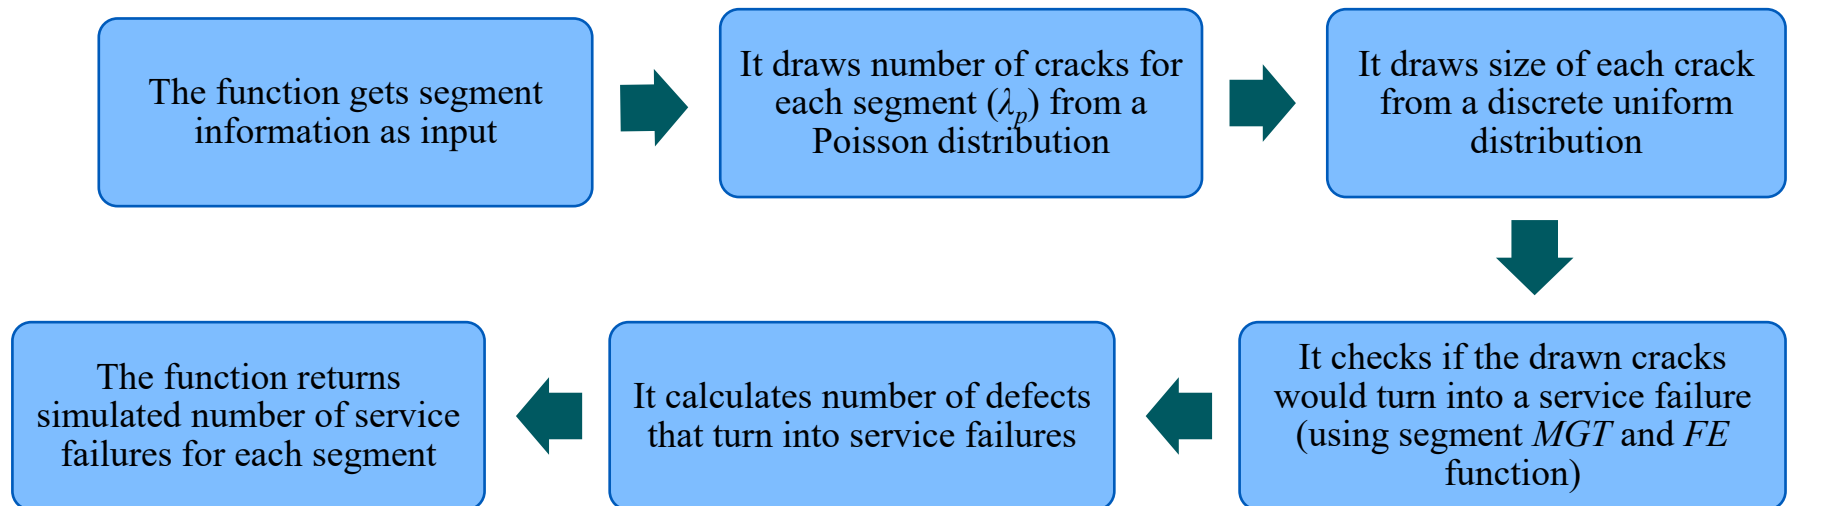 The function gets segment
information as input
It draws number of cracks for
each segment (λp) from a
Poisson distribution
It draws size of each crack
from a discrete uniform
distribution
It checks if the drawn cracks
would turn into a service failure
(using segment MGT and FE
function)
It calculates number of defects
that turn into service failures
The function returns
simulated number of service
failures for each segment